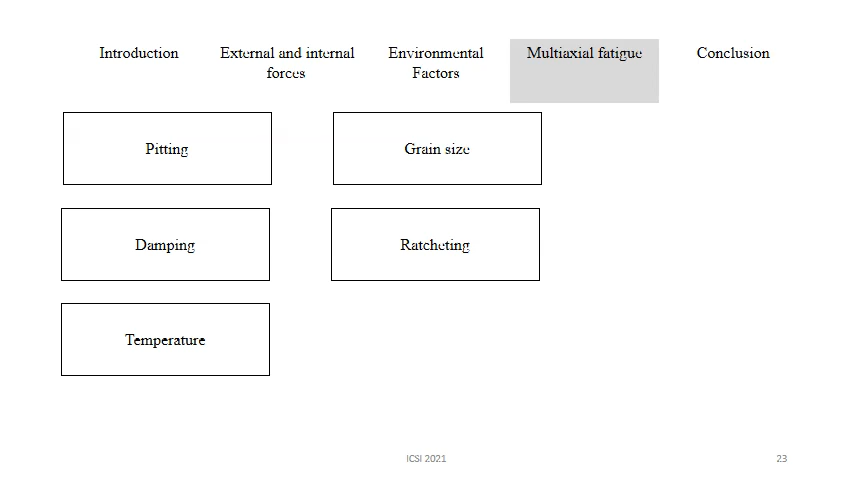 Introduction
External and internal
forces
Environmental
Factors
Multiaxial fatigue
Conclusion
Pitting
Grain size
Damping
Ratcheting
Temperature
ICSI 2021
23